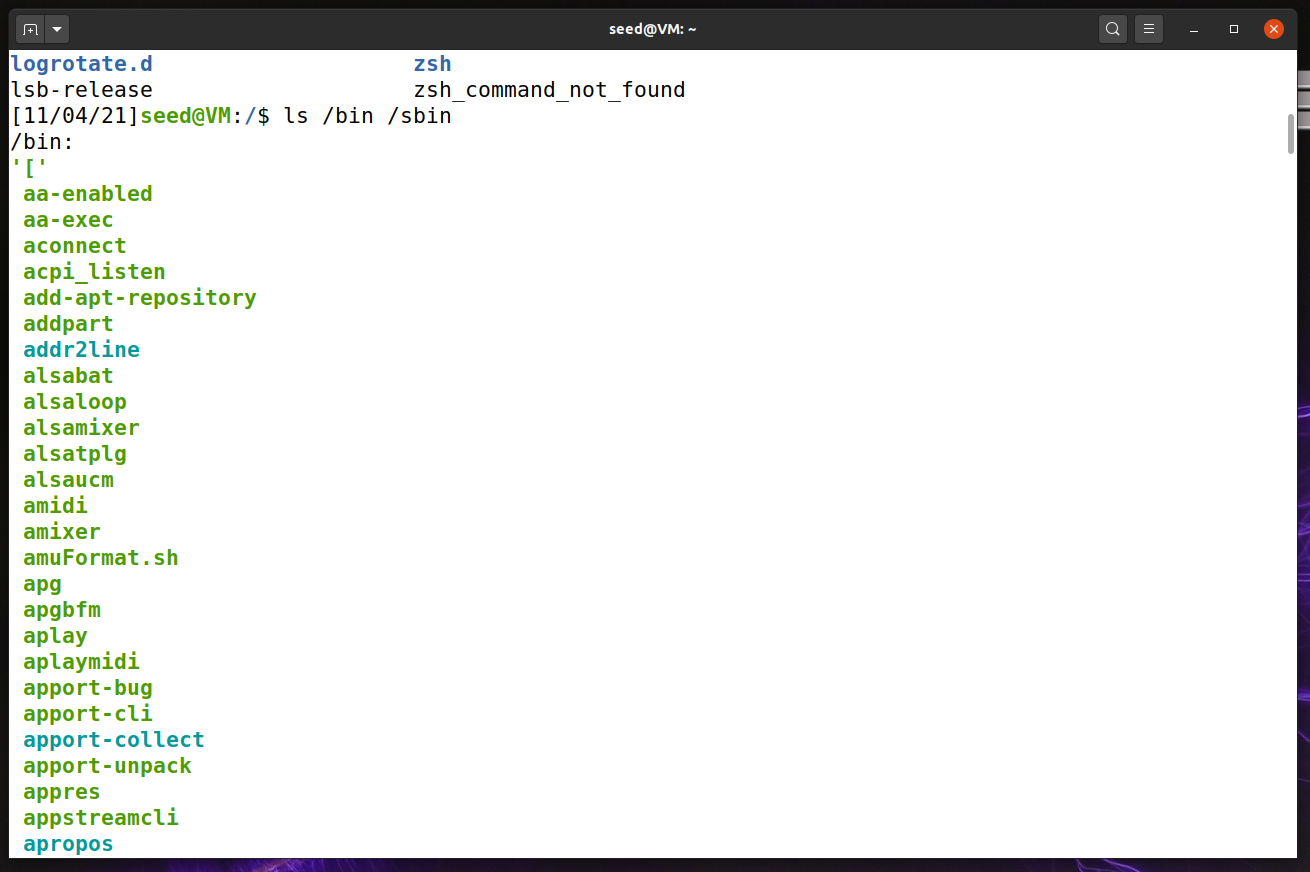 seed@VM: ~
logrotate.d zsh
lsb-release zsh_command_not_found
[11/04/21]seed@VM:/$ ls /bin /sbin
/bin:
'['
aa-enabled
aa-exec
aconnect
acpi_listen
add-apt-repository
addpart
addr2line
alsabat
alsaloop
alsamixer
alsatplg
alsaucm
amidi
amixer
amuFormat.sh
apg
apgbfm
aplay
aplaymidi
apport-bug
apport-cli
apport-collect
apport-unpack
appres
appstreamcli
apropos